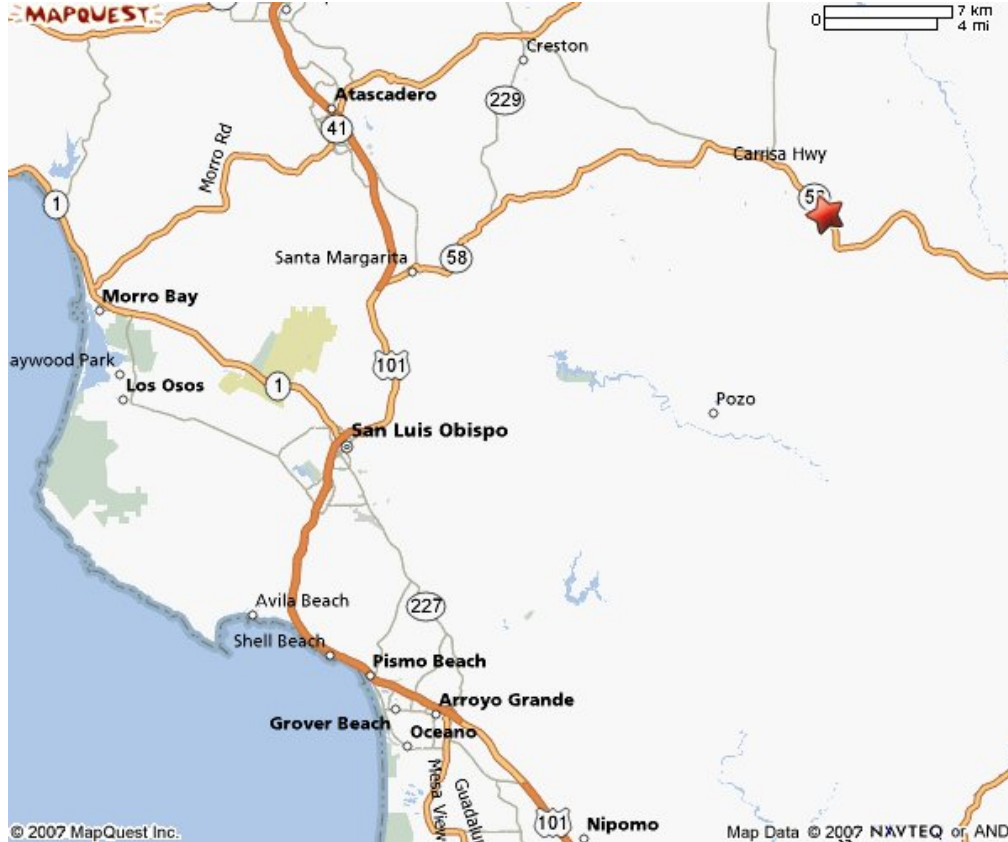 MAPQUEST
7 km
0
4 mi
Creston
229
Atascadero
41
Morro Rd
Carrisa Hwy
1
58
Santa Margarita
Morro Bay
aywood Park
Los Osos
101
1
Pozo
San Luis Obispo
Avila Beach
227
Shell Beach
Pismo Beach
Arroyo Grande
Grover Beach
Oceano
Mesa View
Guadalu
101
Nipomo
© 2007 MapQuest Inc.
Map Data © 2007 NAVTEQ or AND